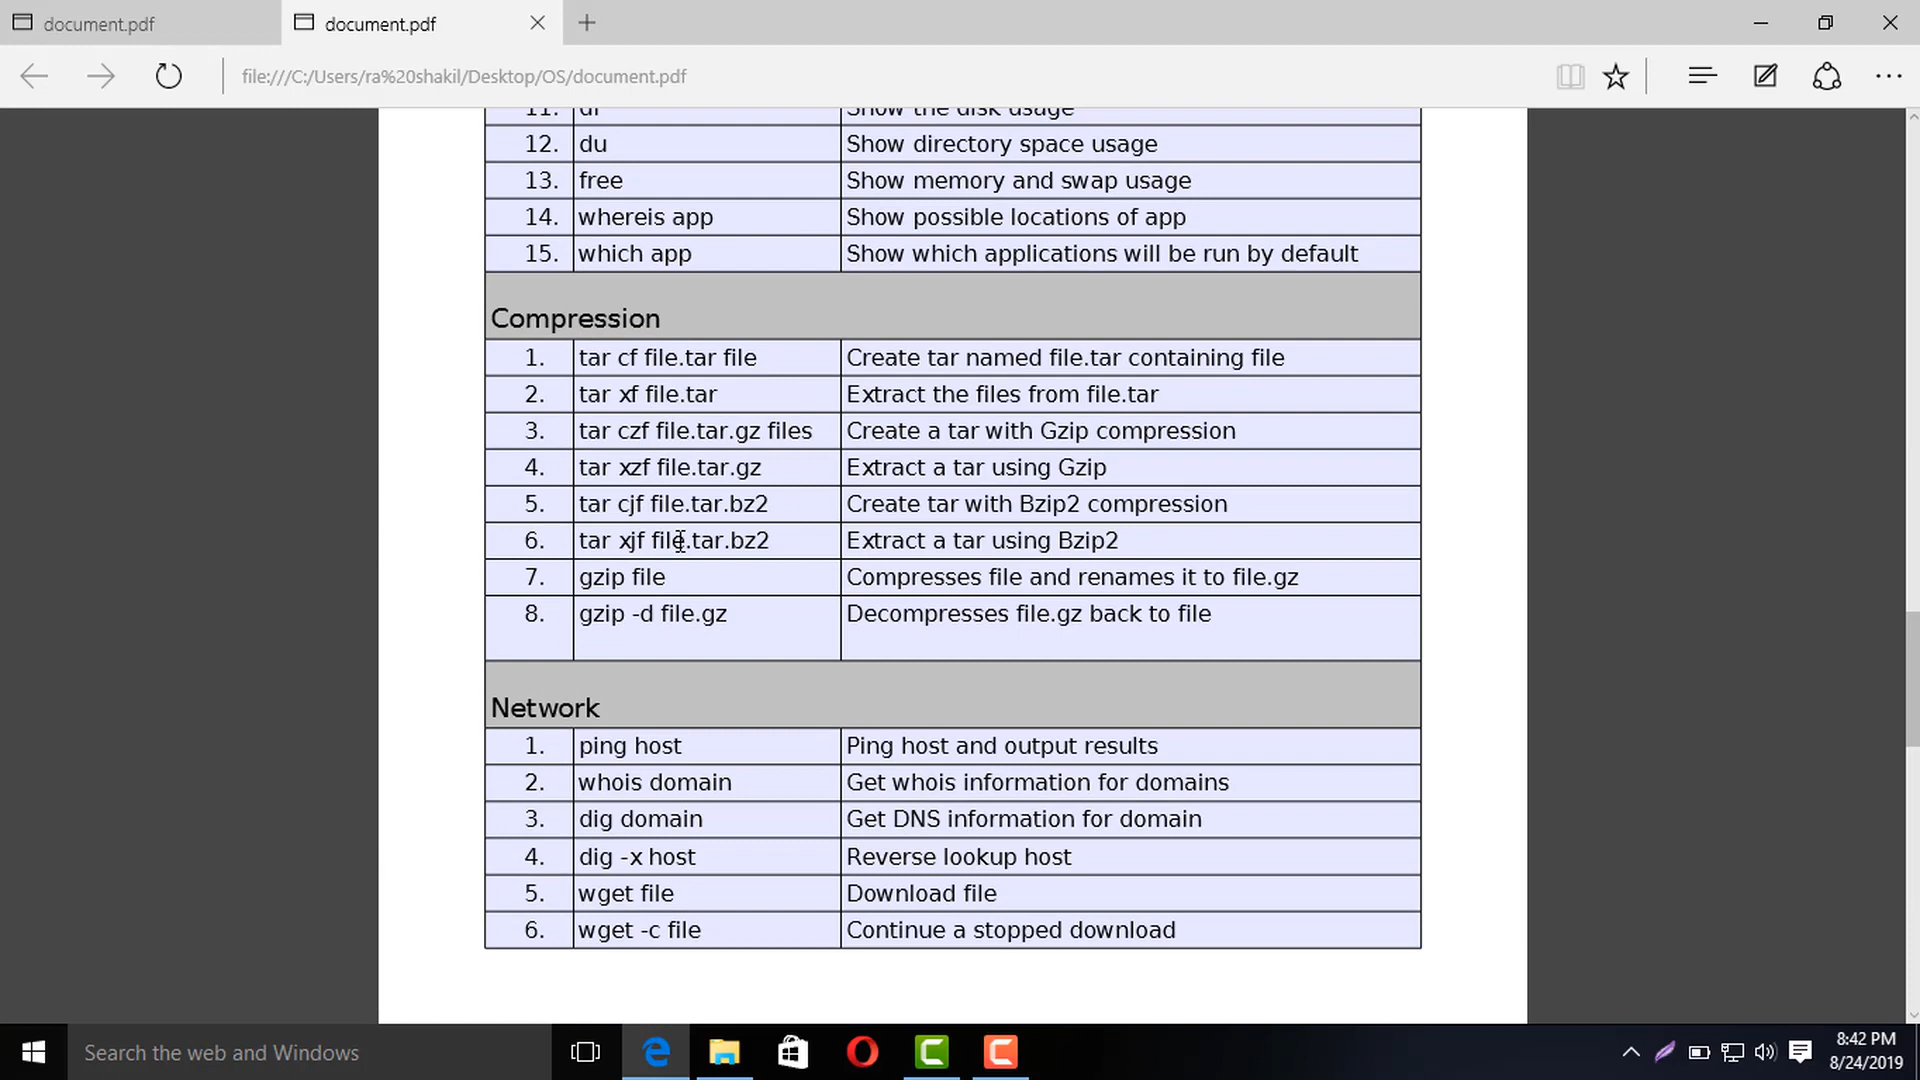 document.pdf
document.pdf
file:///C:/Users/ra%20shakil/Desktop/OS/document.pdf
11. df Show the disk usage
12. du Show directory space usage
13. free Show memory and swap usage
14. whereis app Show possible locations of app
15. which app Show which applications will be run by default
Compression
1. tar cf file.tar file Create tar named file.tar containing file
2. tar xf file.tar Extract the files from file.tar
3. tar czf file.tar.gz files Create a tar with Gzip compression
4. tar xzf file.tar.gz Extract a tar using Gzip
5. tar cjf file.tar.bz2 Create tar with Bzip2 compression
6. tar xjf file.tar.bz2 Extract a tar using Bzip2
7. gzip file Compresses file and renames it to file.gz
8. gzip -d file.gz Decompresses file.gz back to file
Network
1. ping host Ping host and output results
2. whois domain Get whois information for domains
3. dig domain Get DNS information for domain
4. dig -x host Reverse lookup host
5. wget file Download file
6. wget -c file Continue a stopped download
Search the web and Windows
8:42 PM
8/24/2019